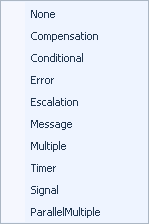 None
Compensation
Conditional
Error
Escalation
Message
Multiple
Timer
Signal
ParallelMultiple